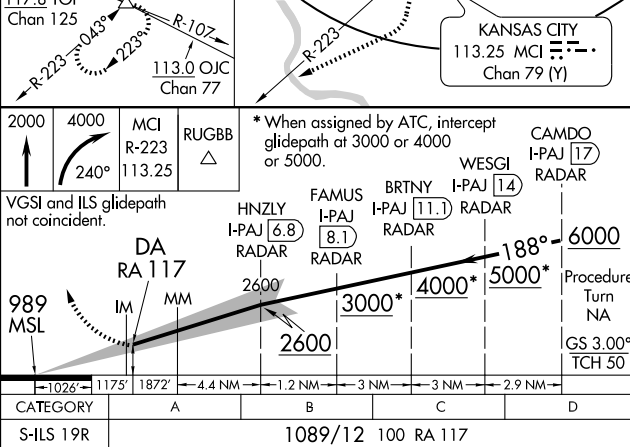 117.8 TOP
Chan 125
043°
223°
R-223
R-107
113.0 OJC
Chan 77
R-223
KANSAS CITY
113.25 MCI
Chan 79 (Y)
2000
4000
240°
MCI
R-223
113.25
RUGBB
* When assigned by ATC, intercept
glidepath at 3000 or 4000
or 5000.
VGSI and ILS glidepath
not coincident.
CAMDO
I-PAJ 17
RADAR
WESGI
I-PAJ 14
RADAR
BRTNY
I-PAJ 11.1
RADAR
FAMUS
I-PAJ
8.1
RADAR
HNZLY
I-PAJ 6.8
RADAR
DA
RA 117
IM
MM
989
MSL
2600
2600
3000*
4000*
5000*
188°
6000
Procedure
Turn
NA
GS 3.00°
TCH 50
1026' 1175' 1872' 4.4 NM 1.2 NM 3 NM 3 NM 2.9 NM
CATEGORY A B C D
S-ILS 19R 1089/12 100 RA 117